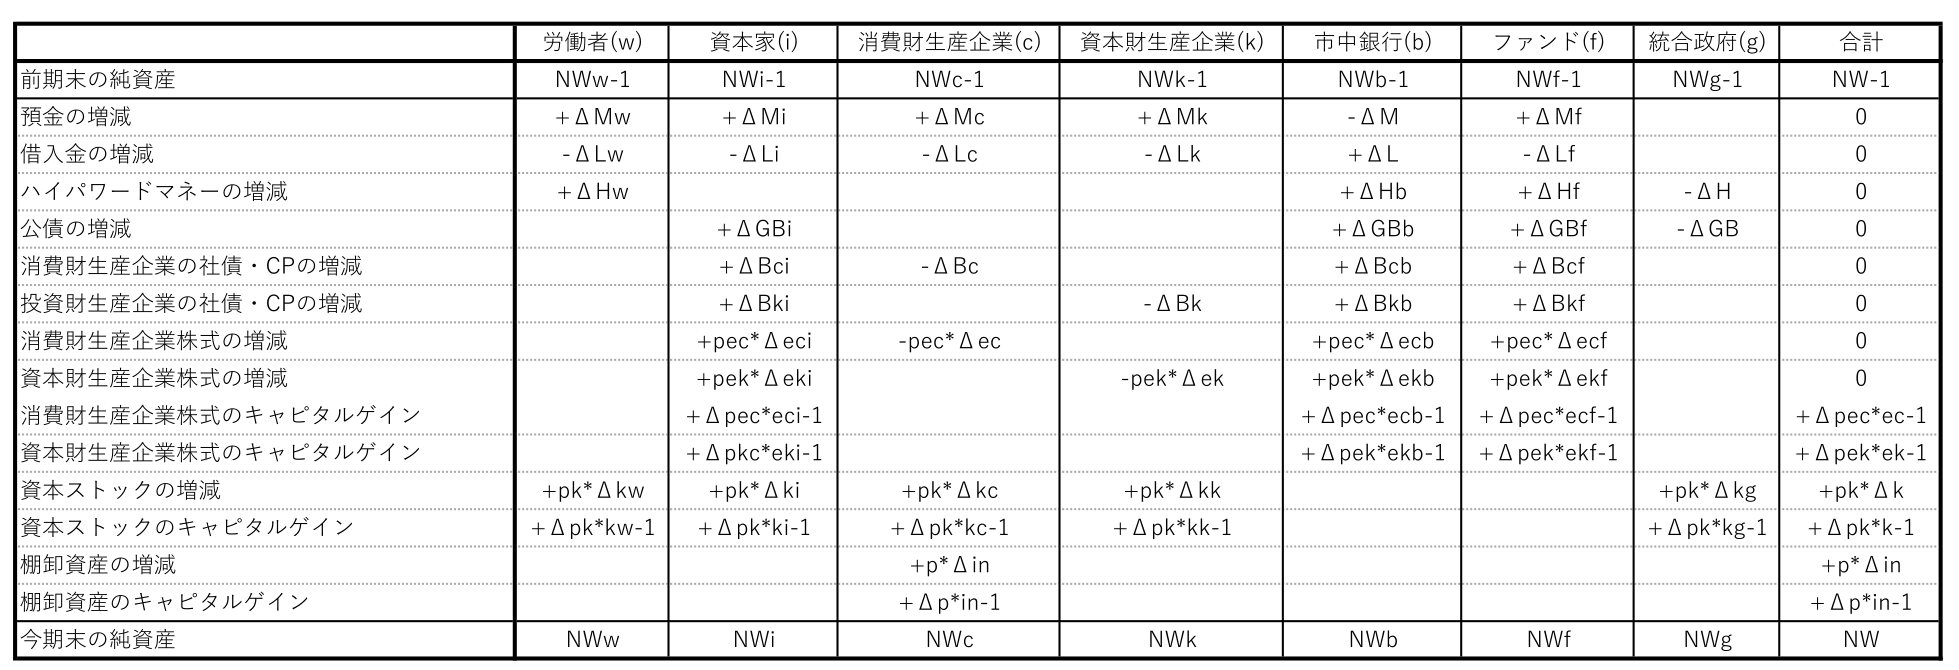 労働者(w) 資本家(i) 消費財生産企業(c) 資本財生産企業(k) 市中銀行(b) ファンド(f) 統合政府(g) 合計
前期末の純資産 NWw-1 NWi-1 NWc-1 NWk-1 NWb-1 NWf-1 NWg-1 NW-1
預金の増減 +ΔMw +ΔMi +ΔMc +ΔMk -ΔM +ΔMf 0
借入金の増減 -ΔLw -ΔLi -ΔLc -ΔLk +ΔL -ΔLf 0
ハイパワードマネーの増減 +ΔHw +ΔHb +ΔHf -ΔH 0
公債の増減 +ΔGBi +ΔGBb +ΔGBf -ΔGB 0
消費財生産企業の社債・CPの増減 +ΔBci -ΔBc +ΔBcb +ΔBcf 0
投資財生産企業の社債・CPの増減 +ΔBki -ΔBk +ΔBkb +ΔBkf 0
消費財生産企業株式の増減 +pec*Δeci -pec*Δec +pec*Δecb +pec*Δecf 0
資本財生産企業株式の増減 +pek*Δeki -pek*Δek +pek*Δekb +pek*Δekf 0
消費財生産企業株式のキャピタルゲイン +Δpec*eci-1 +Δpec*ecb-1 +Δpec*ecf-1 +Δpec*ec-1
資本財生産企業株式のキャピタルゲイン +Δpkc*eki-1 +Δpek*ekb-1 +Δpek*ekf-1 +Δpek*ek-1
資本ストックの増減 +pk*Δkw +pk*Δki +pk*Δkc +pk*Δkk +pk*Δkg +pk*Δk
資本ストックのキャピタルゲイン +Δpk*kw-1 +Δpk*ki-1 +Δpk*kc-1 +Δpk*kk-1 +Δpk*kg-1 +Δpk*k-1
棚卸資産の増減 +p*Δin +p*Δin
棚卸資産のキャピタルゲイン +Δp*in-1 +Δp*in-1
今期末の純資産 NWw NWi NWc NWk NWb NWf NWg NW